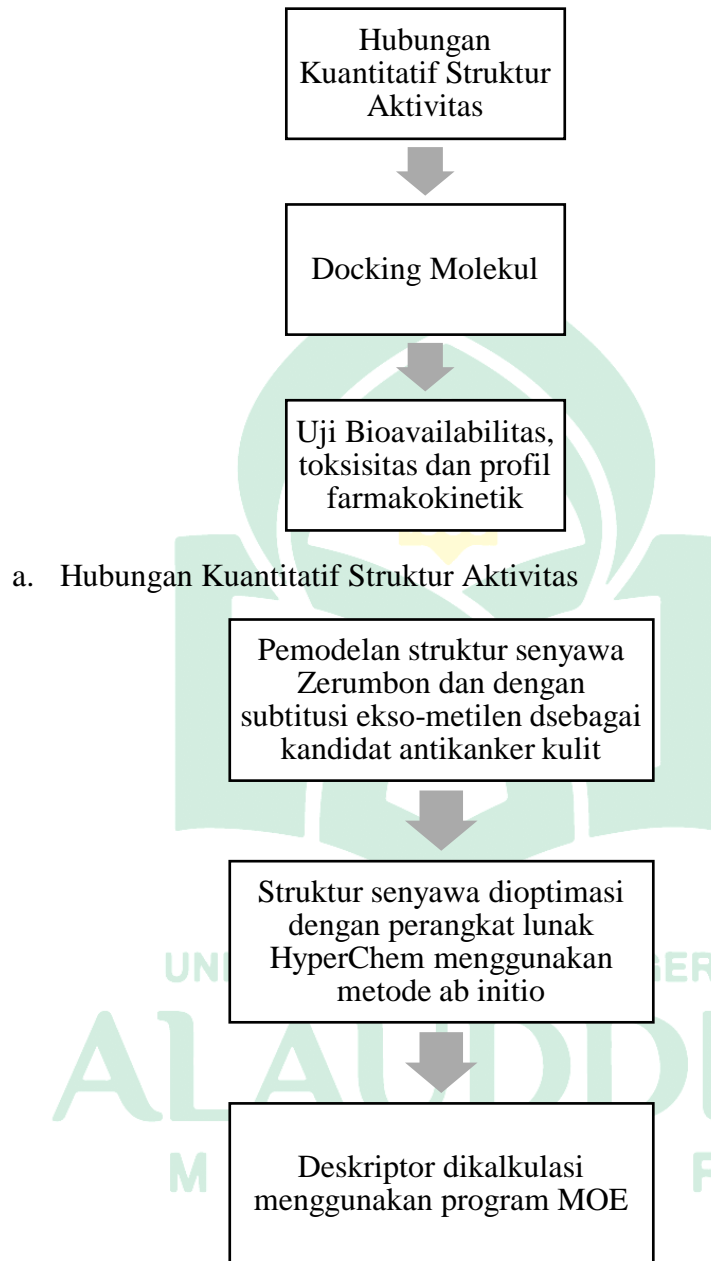 Hubungan
Kuantitatif Struktur
Aktivitas
Docking Molekul
Uji Bioavailabilitas,
toksisitas dan profil
farmakokinetik
a. Hubungan Kuantitatif Struktur Aktivitas
Pemodelan struktur senyawa
Zerumbon dan dengan
subtitusi ekso-metilen dsebagai
kandidat antikanker kulit
Struktur senyawa dioptimasi
dengan perangkat lunak
HyperChem menggunakan
metode ab initio
Deskriptor dikalkulasi
menggunakan program MOE